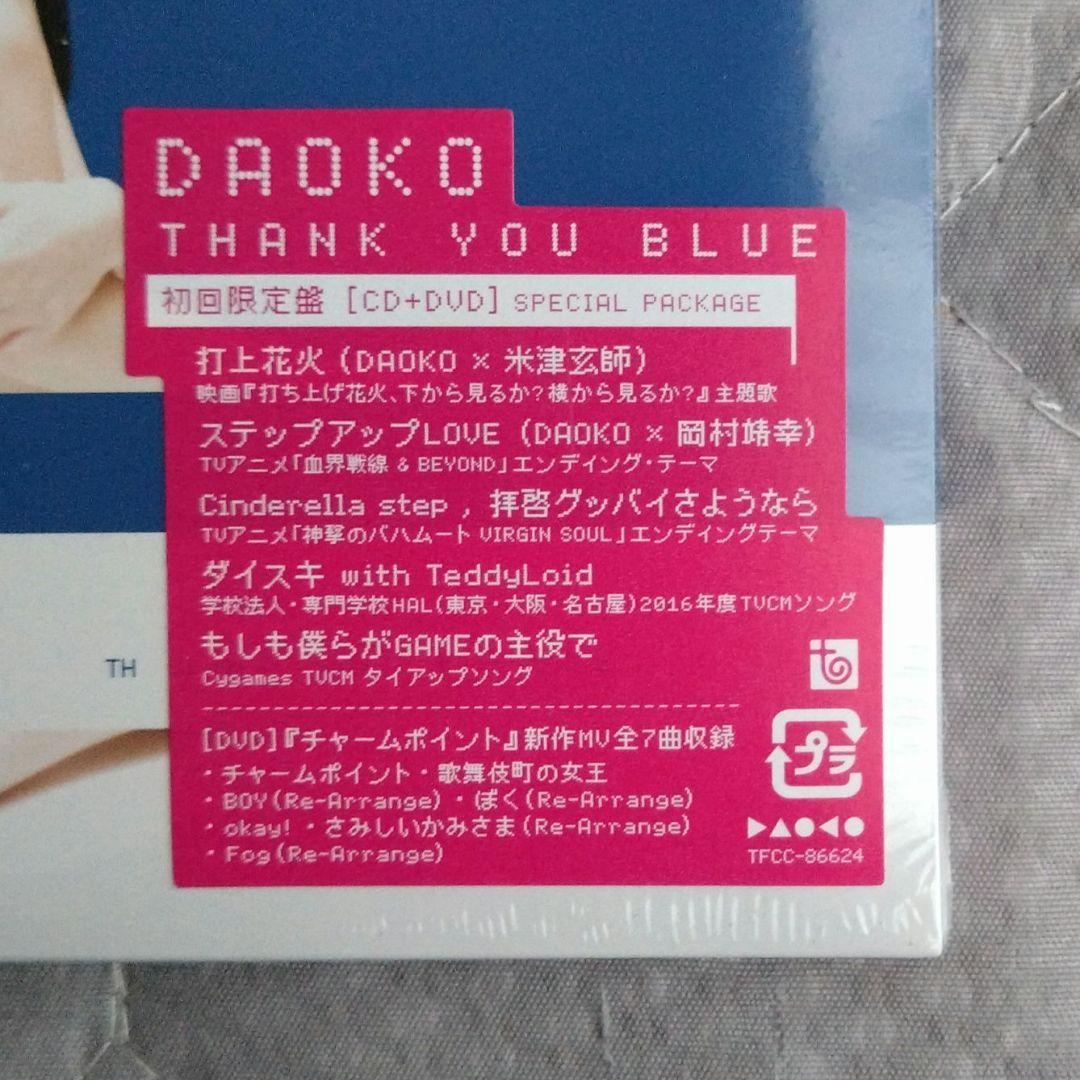 DAOKO
THANK YOU BLUE
初回限定盤 [CD+DVD] SPECIAL PACKAGE
打上花火 (DAOKO × 米津玄師)
映画『打ち上げ花火、下から見るか?横から見るか?』主題歌
ステップアップLOVE (DAOKO × 岡村靖幸)
TVアニメ「血界戦線 & BEYOND」エンディング・テーマ
Cinderella step , 拝啓グッバイさようなら
TVアニメ「神撃のバハムート VIRGIN SOUL」エンディングテーマ
ダイスキ with TeddyLoid
学校法人・専門学校HAL(東京・大阪・名古屋)2016年度TVCMソング
もしも僕らがGAMEの主役で
Cygames TVCM タイアップソング
TH
[DVD]『チャームポイント』新作MV全7曲収録
・チャームポイント・歌舞伎町の女王
・BOY(Re-Arrange)・ぼく(Re-Arrange)
・okay!・さみしいかみさま(Re-Arrange)
・Fog(Re-Arrange)
プラ
TFCC-86624